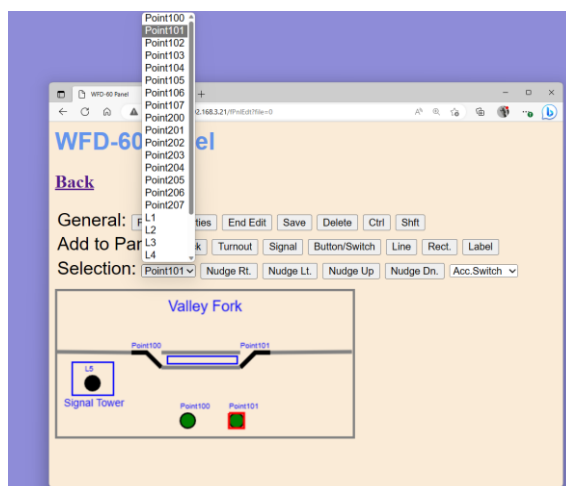 Point100
Point101
Point102
Point103
Point104
Point105
Point106
Point107
Point200
Point201
Point202
Point203
Point204
Point205
Point206
Point207
L1
L2
L3
L4
WFD-60 Panel
2.168.3.21/fPnlEdt?file=0
WFD-60 el
Back
General: P ties End Edit Save Delete Ctrl Shft
Add to Par k Turnout Signal Button/Switch Line Rect. Label
Selection: Point101 Nudge Rt. Nudge Lt. Nudge Up Nudge Dn. Acc.Switch
Valley Fork
Point100 Point101
L5
Signal Tower
Point100 Point101